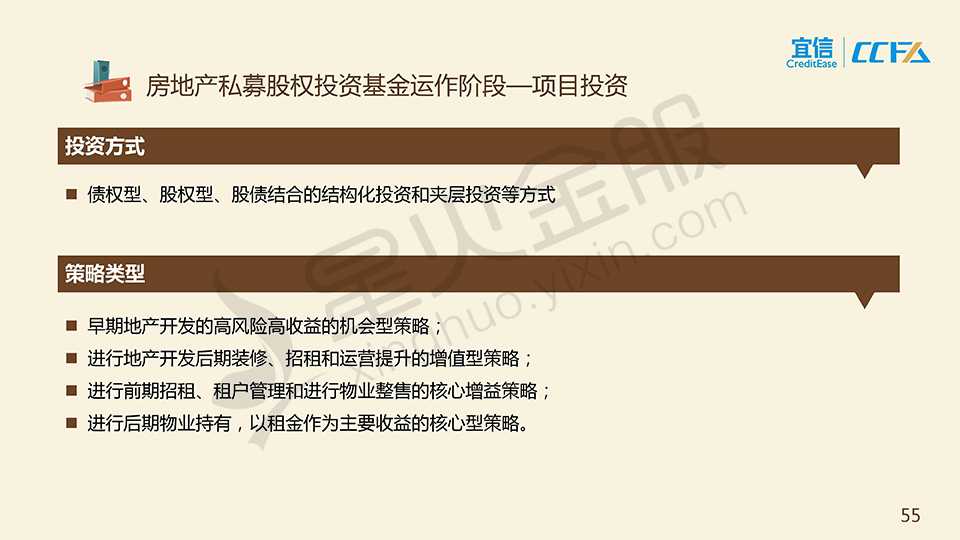 宜信
CreditEase
CCFA
房地产私募股权投资基金运作阶段—项目投资
投资方式
■ 债权型、股权型、股债结合的结构化投资和夹层投资等方式
策略类型
■ 早期地产开发的高风险高收益的机会型策略；
■ 进行地产开发后期装修、招租和运营提升的增值型策略；
■ 进行前期招租、租户管理和进行物业整售的核心增益策略；
■ 进行后期物业持有，以租金作为主要收益的核心型策略。
星火金服
xinghuo.yixin.com
55